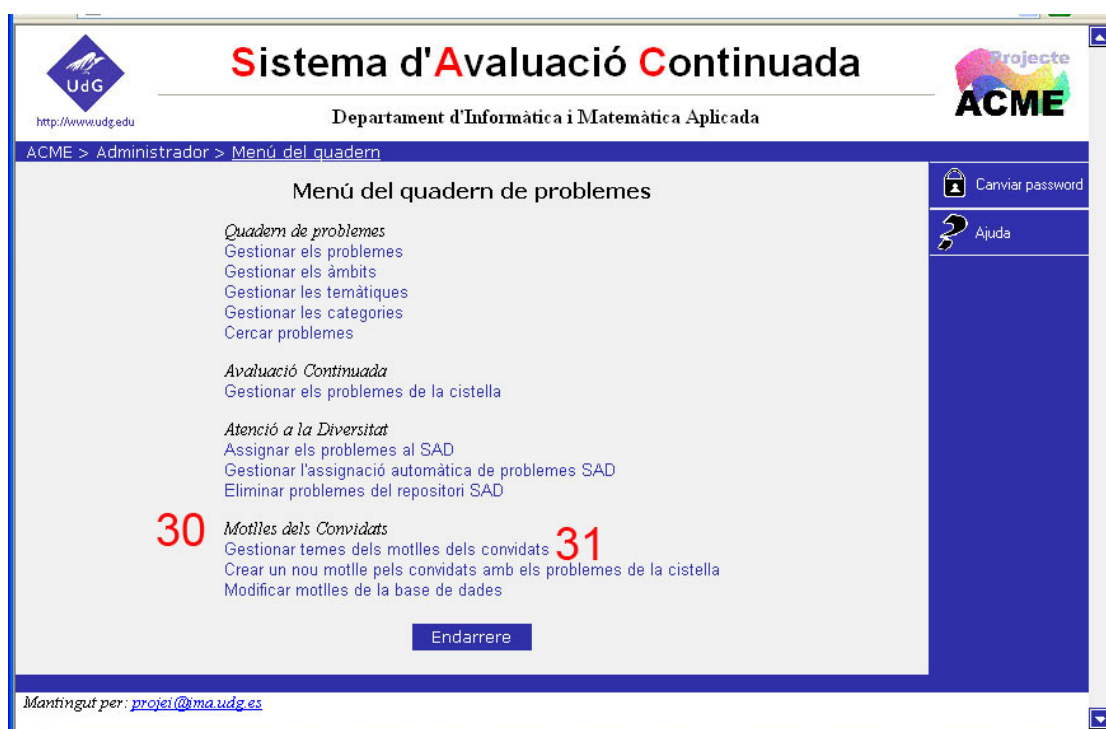 UdG
http://www.udg.edu
Sistema d'Avaluació Continuada
Departament d'Informàtica i Matemàtica Aplicada
Projecte
ACME
ACME > Administrador > Menú del quadern
Canviar password
Ajuda
Menú del quadern de problemes
Quadern de problemes
Gestionar els problemes
Gestionar els àmbits
Gestionar les temàtiques
Gestionar les categories
Cercar problemes
Avaluació Continuada
Gestionar els problemes de la cistella
Atenció a la Diversitat
Assignar els problemes al SAD
Gestionar l'assignació automàtica de problemes SAD
Eliminar problemes del repositori SAD
30 Motlles dels Convidats
Gestionar temes dels motlles dels convidats 31
Crear un nou motlle pels convidats amb els problemes de la cistella
Modificar motlles de la base de dades
Endarrere
Mantingut per: projei@ima.udg.es